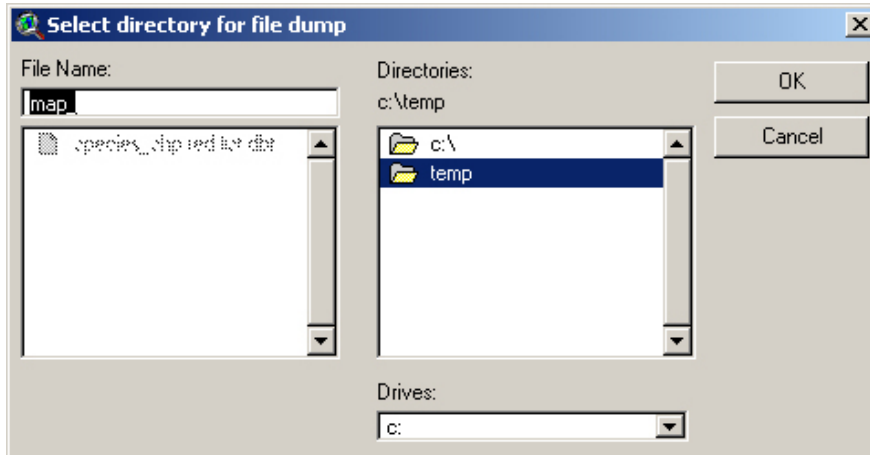 Select directory for file dump
File Name:
map_
Directories:
c:\temp
c:\
temp
OK
Cancel
Drives:
c: